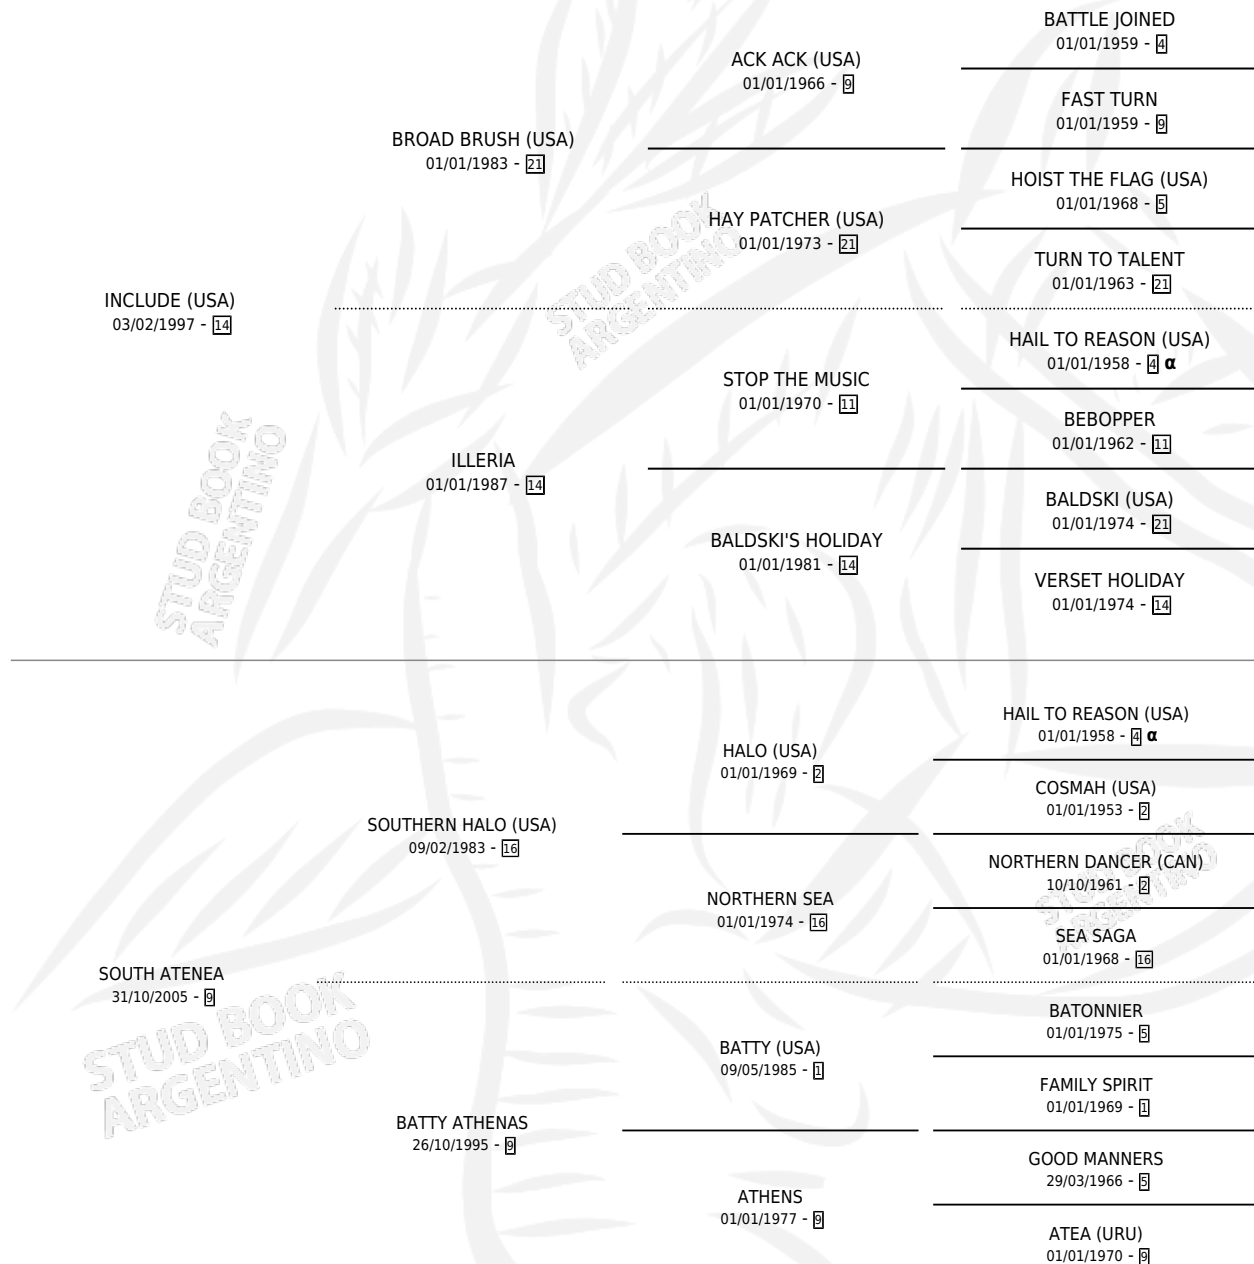 BATTLE JOINED
01/01/1959 - 4
ACK ACK (USA)
01/01/1966 - 9
FAST TURN
01/01/1959 - 9
BROAD BRUSH (USA)
01/01/1983 - 21
HOIST THE FLAG (USA)
01/01/1968 - 5
HAY PATCHER (USA)
01/01/1973 - 21
TURN TO TALENT
01/01/1963 - 21
STUD BOOK
ARGENTINO
INCLUDE (USA)
03/02/1997 - 14
HAIL TO REASON (USA)
01/01/1958 - 4 α
STOP THE MUSIC
01/01/1970 - 11
BEBOPPER
01/01/1962 - 11
ILLERIA
01/01/1987 - 14
BALDSKI (USA)
01/01/1974 - 21
BALDSKI'S HOLIDAY
01/01/1981 - 14
VERSET HOLIDAY
01/01/1974 - 14
STUD BOOK
ARGENTINO
HAIL TO REASON (USA)
01/01/1958 - 4 α
HALO (USA)
01/01/1969 - 2
COSMAH (USA)
01/01/1953 - 2
SOUTHERN HALO (USA)
09/02/1983 - 16
STUD BOOK
ARGENTINO
NORTHERN DANCER (CAN)
10/10/1961 - 2
NORTHERN SEA
01/01/1974 - 16
SEA SAGA
01/01/1968 - 16
SOUTH ATENEA
31/10/2005 - 9
STUD BOOK
ARGENTINO
BATONNIER
01/01/1975 - 5
BATTY (USA)
09/05/1985 - 1
FAMILY SPIRIT
01/01/1969 - 1
BATTY ATHENAS
26/10/1995 - 9
GOOD MANNERS
29/03/1966 - 5
ATHENS
01/01/1977 - 9
ATEA (URU)
01/01/1970 - 9